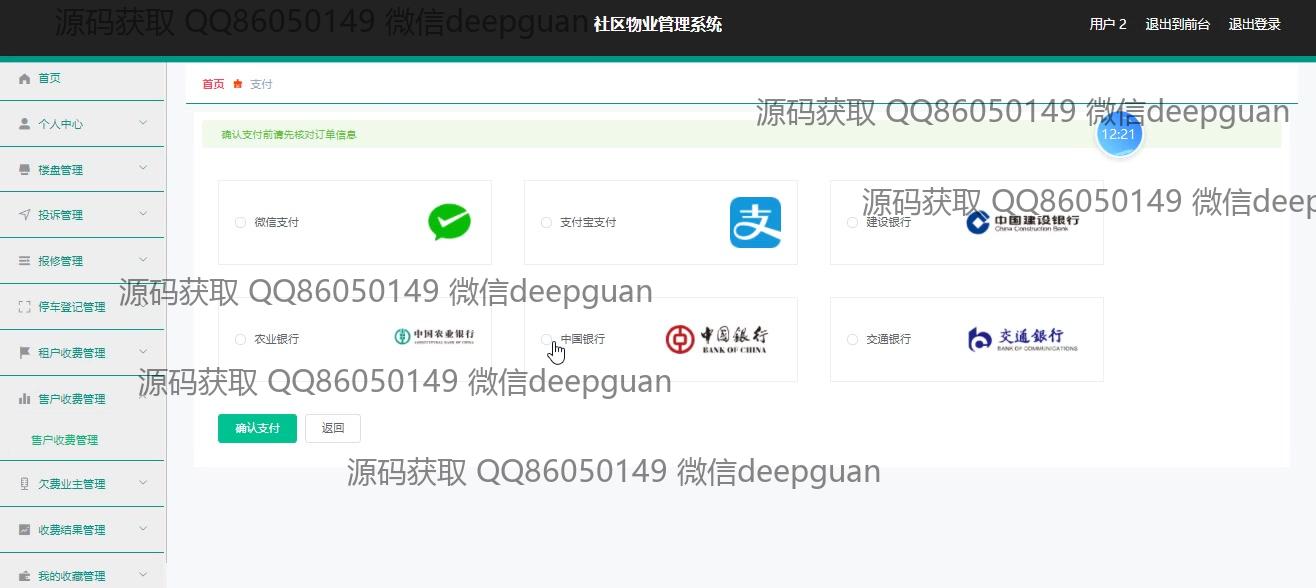 源码获取 QQ86050149 微信deepguan
社区物业管理系统
用户 2 退出到前台 退出登录
首页
个人中心
楼盘管理
投诉管理
报修管理
停车登记管理
租户收费管理
售户收费管理
售户收费管理
欠费业主管理
收费结果管理
我的收藏管理
首页 支付
源码获取 QQ86050149 微信deepguan
确认支付前请先核对订单信息
12:21
微信支付
支付宝支付
支
建设银行
中国建设银行
China Construction Bank
源码获取 QQ86050149 微信deep
源码获取 QQ86050149 微信deepguan
农业银行
中国农业银行
AGRICULTURAL BANK OF CHINA
中国银行
中国银行
BANK OF CHINA
交通银行
交通银行
BANK OF COMMUNICATIONS
源码获取 QQ86050149 微信deepguan
确认支付 返回
源码获取 QQ86050149 微信deepguan